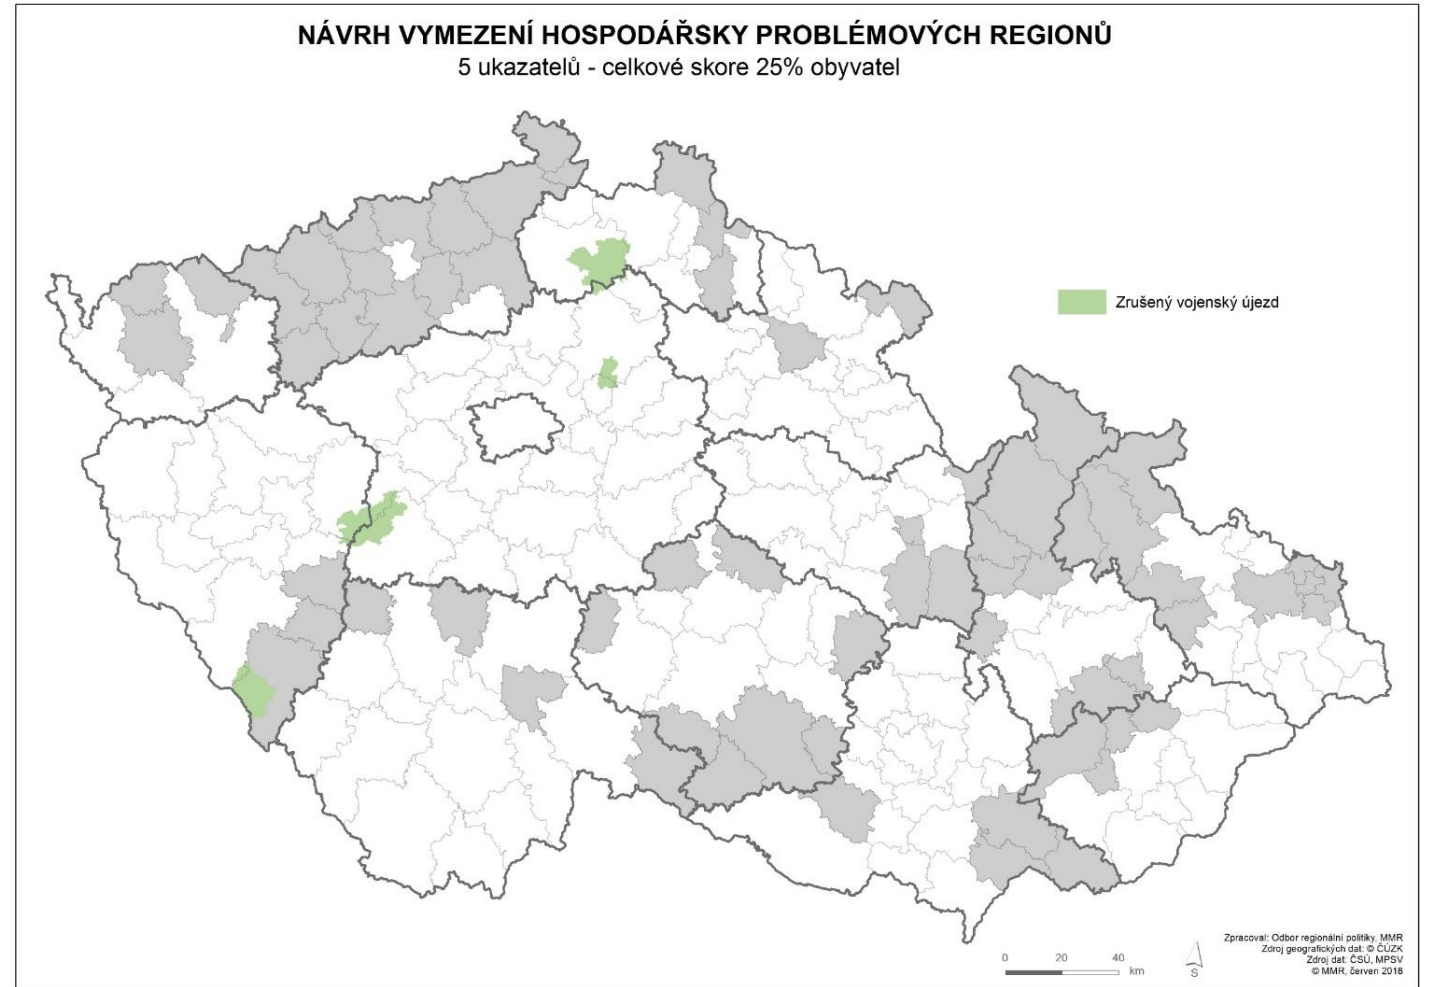 NÁVRH VYMEZENÍ HOSPODÁŘSKY PROBLÉMOVÝCH REGIONŮ
5 ukazatelů - celkové skore 25% obyvatel
Zrušený vojenský újezd
Zpracoval: Odbor regionální politiky, MMR
Zdroj geografických dat: © ČÚZK
Zdroj dat: ČSÚ, MPSV
© MMR, červen 2018
0 20 40
km
S